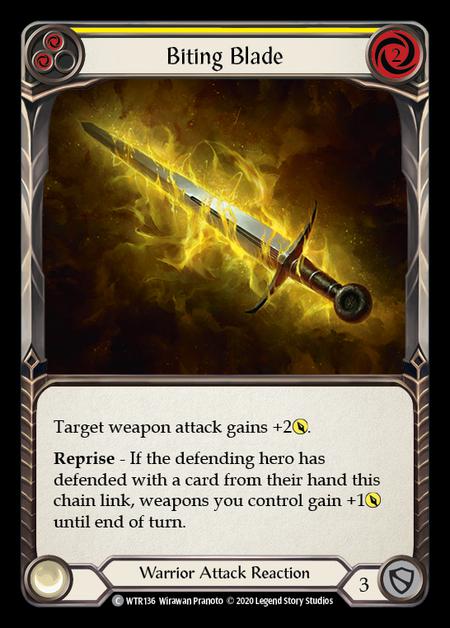 Biting Blade
2
Target weapon attack gains +2.
Reprise - If the defending hero has
defended with a card from their hand this
chain link, weapons you control gain +1
until end of turn.
Warrior Attack Reaction
3
C WTR136 Wirawan Pranoto © 2020 Legend Story Studios